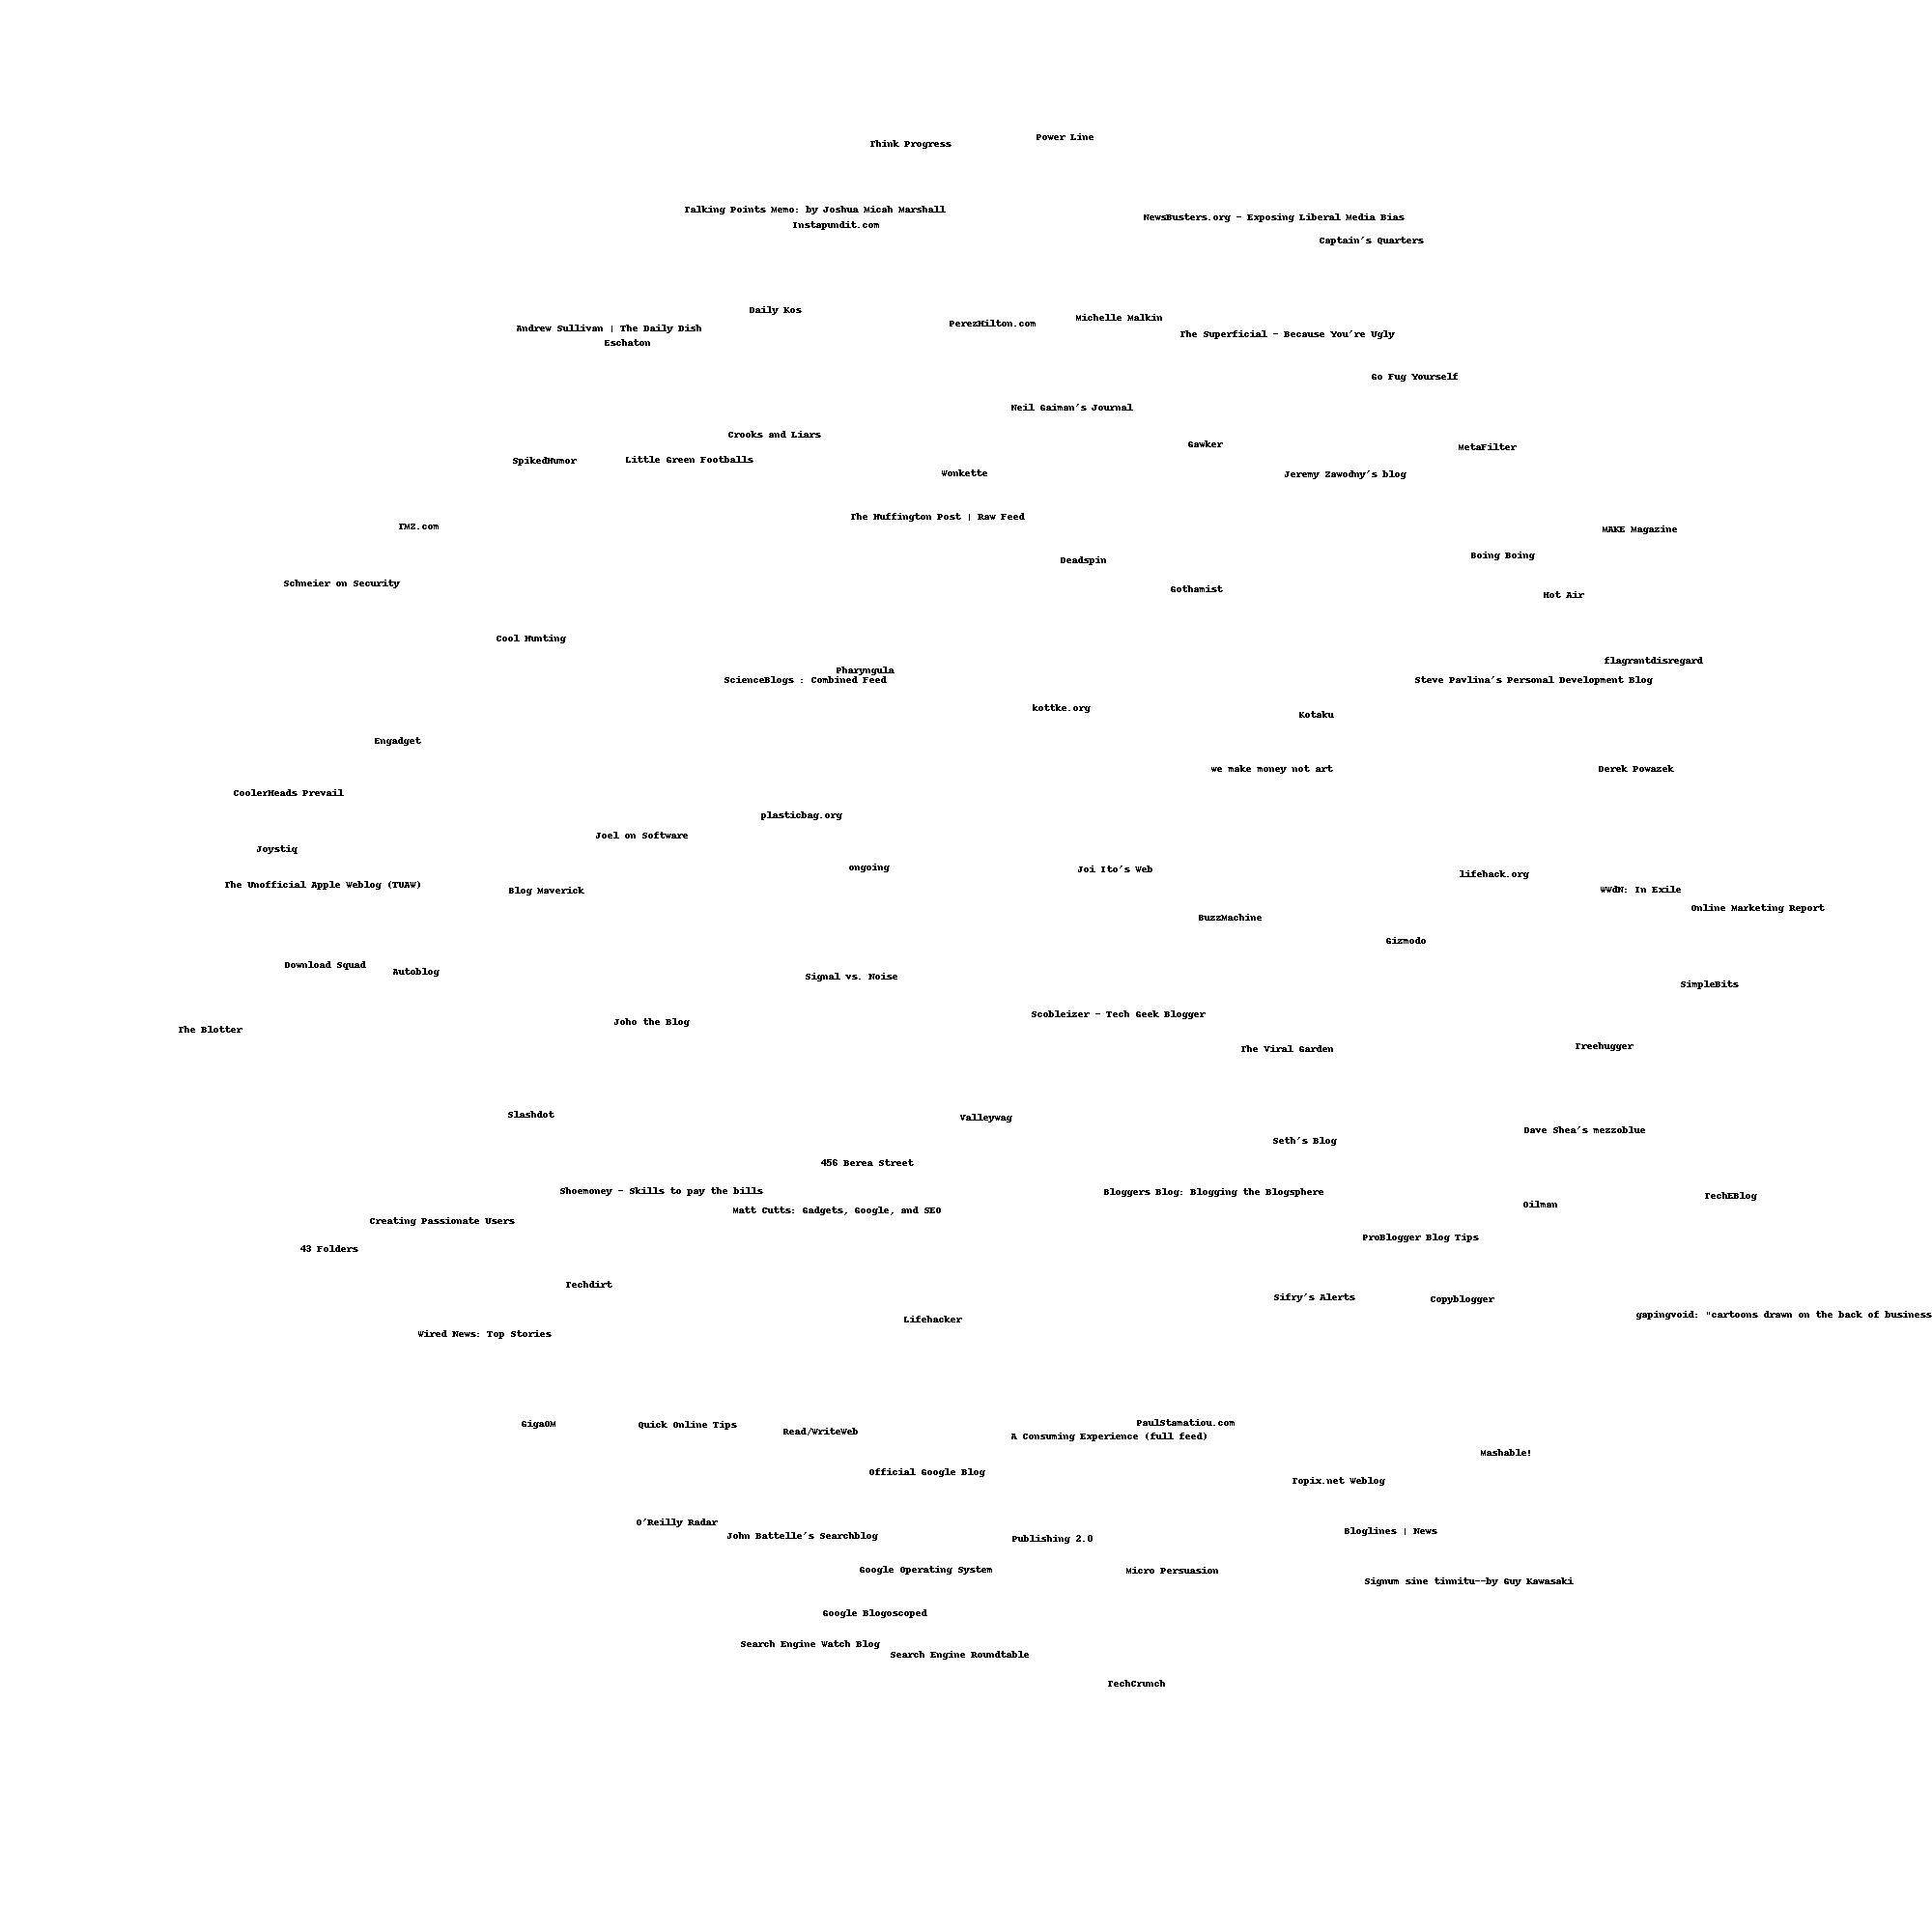 Power Line
Think Progress
Talking Points Memo: by Joshua Micah Marshall
NewsBusters.org - Exposing Liberal Media Bias
Instapundit.com
Captain's Quarters
Daily Kos
Michelle Malkin
PerezHilton.com
Andrew Sullivan | The Daily Dish
The Superficial - Because You're Ugly
Eschaton
Go Fug Yourself
Neil Gaiman's Journal
Crooks and Liars
Gawker
MetaFilter
SpikedHumor
Little Green Footballs
Wonkette
Jeremy Zawodny's blog
The Huffington Post | Raw Feed
TMZ.com
MAKE Magazine
Boing Boing
Deadspin
Schneier on Security
Gothamist
Hot Air
Cool Hunting
flagrantdisregard
Pharyngula
ScienceBlogs : Combined Feed
Steve Pavlina's Personal Development Blog
kottke.org
Kotaku
Engadget
we make money not art
Derek Powazek
CoolerHeads Prevail
plasticbag.org
Joel on Software
Joystiq
ongoing
Joi Ito's Web
lifehack.org
The Unofficial Apple Weblog (TUAW)
Blog Maverick
WWdN: In Exile
Online Marketing Report
BuzzMachine
Gizmodo
Download Squad
Autoblog
Signal vs. Noise
SimpleBits
Scobleizer - Tech Geek Blogger
Joho the Blog
The Blotter
Treehugger
The Viral Garden
Slashdot
Valleywag
Dave Shea's mezzoblue
Seth's Blog
456 Berea Street
Shoemoney - Skills to pay the bills
Bloggers Blog: Blogging the Blogsphere
TechEBlog
Oilman
Matt Cutts: Gadgets, Google, and SEO
Creating Passionate Users
ProBlogger Blog Tips
43 Folders
Techdirt
Sifry's Alerts
Copyblogger
gapingvoid: "cartoons drawn on the back of business
Lifehacker
Wired News: Top Stories
PaulStamatiou.com
GigaOM
Quick Online Tips
Read/WriteWeb
A Consuming Experience (full feed)
Mashable!
Official Google Blog
Topix.net Weblog
O'Reilly Radar
Bloglines | News
John Battelle's Searchblog
Publishing 2.0
Google Operating System
Micro Persuasion
Signum sine tinnitu--by Guy Kawasaki
Google Blogoscoped
Search Engine Watch Blog
Search Engine Roundtable
TechCrunch